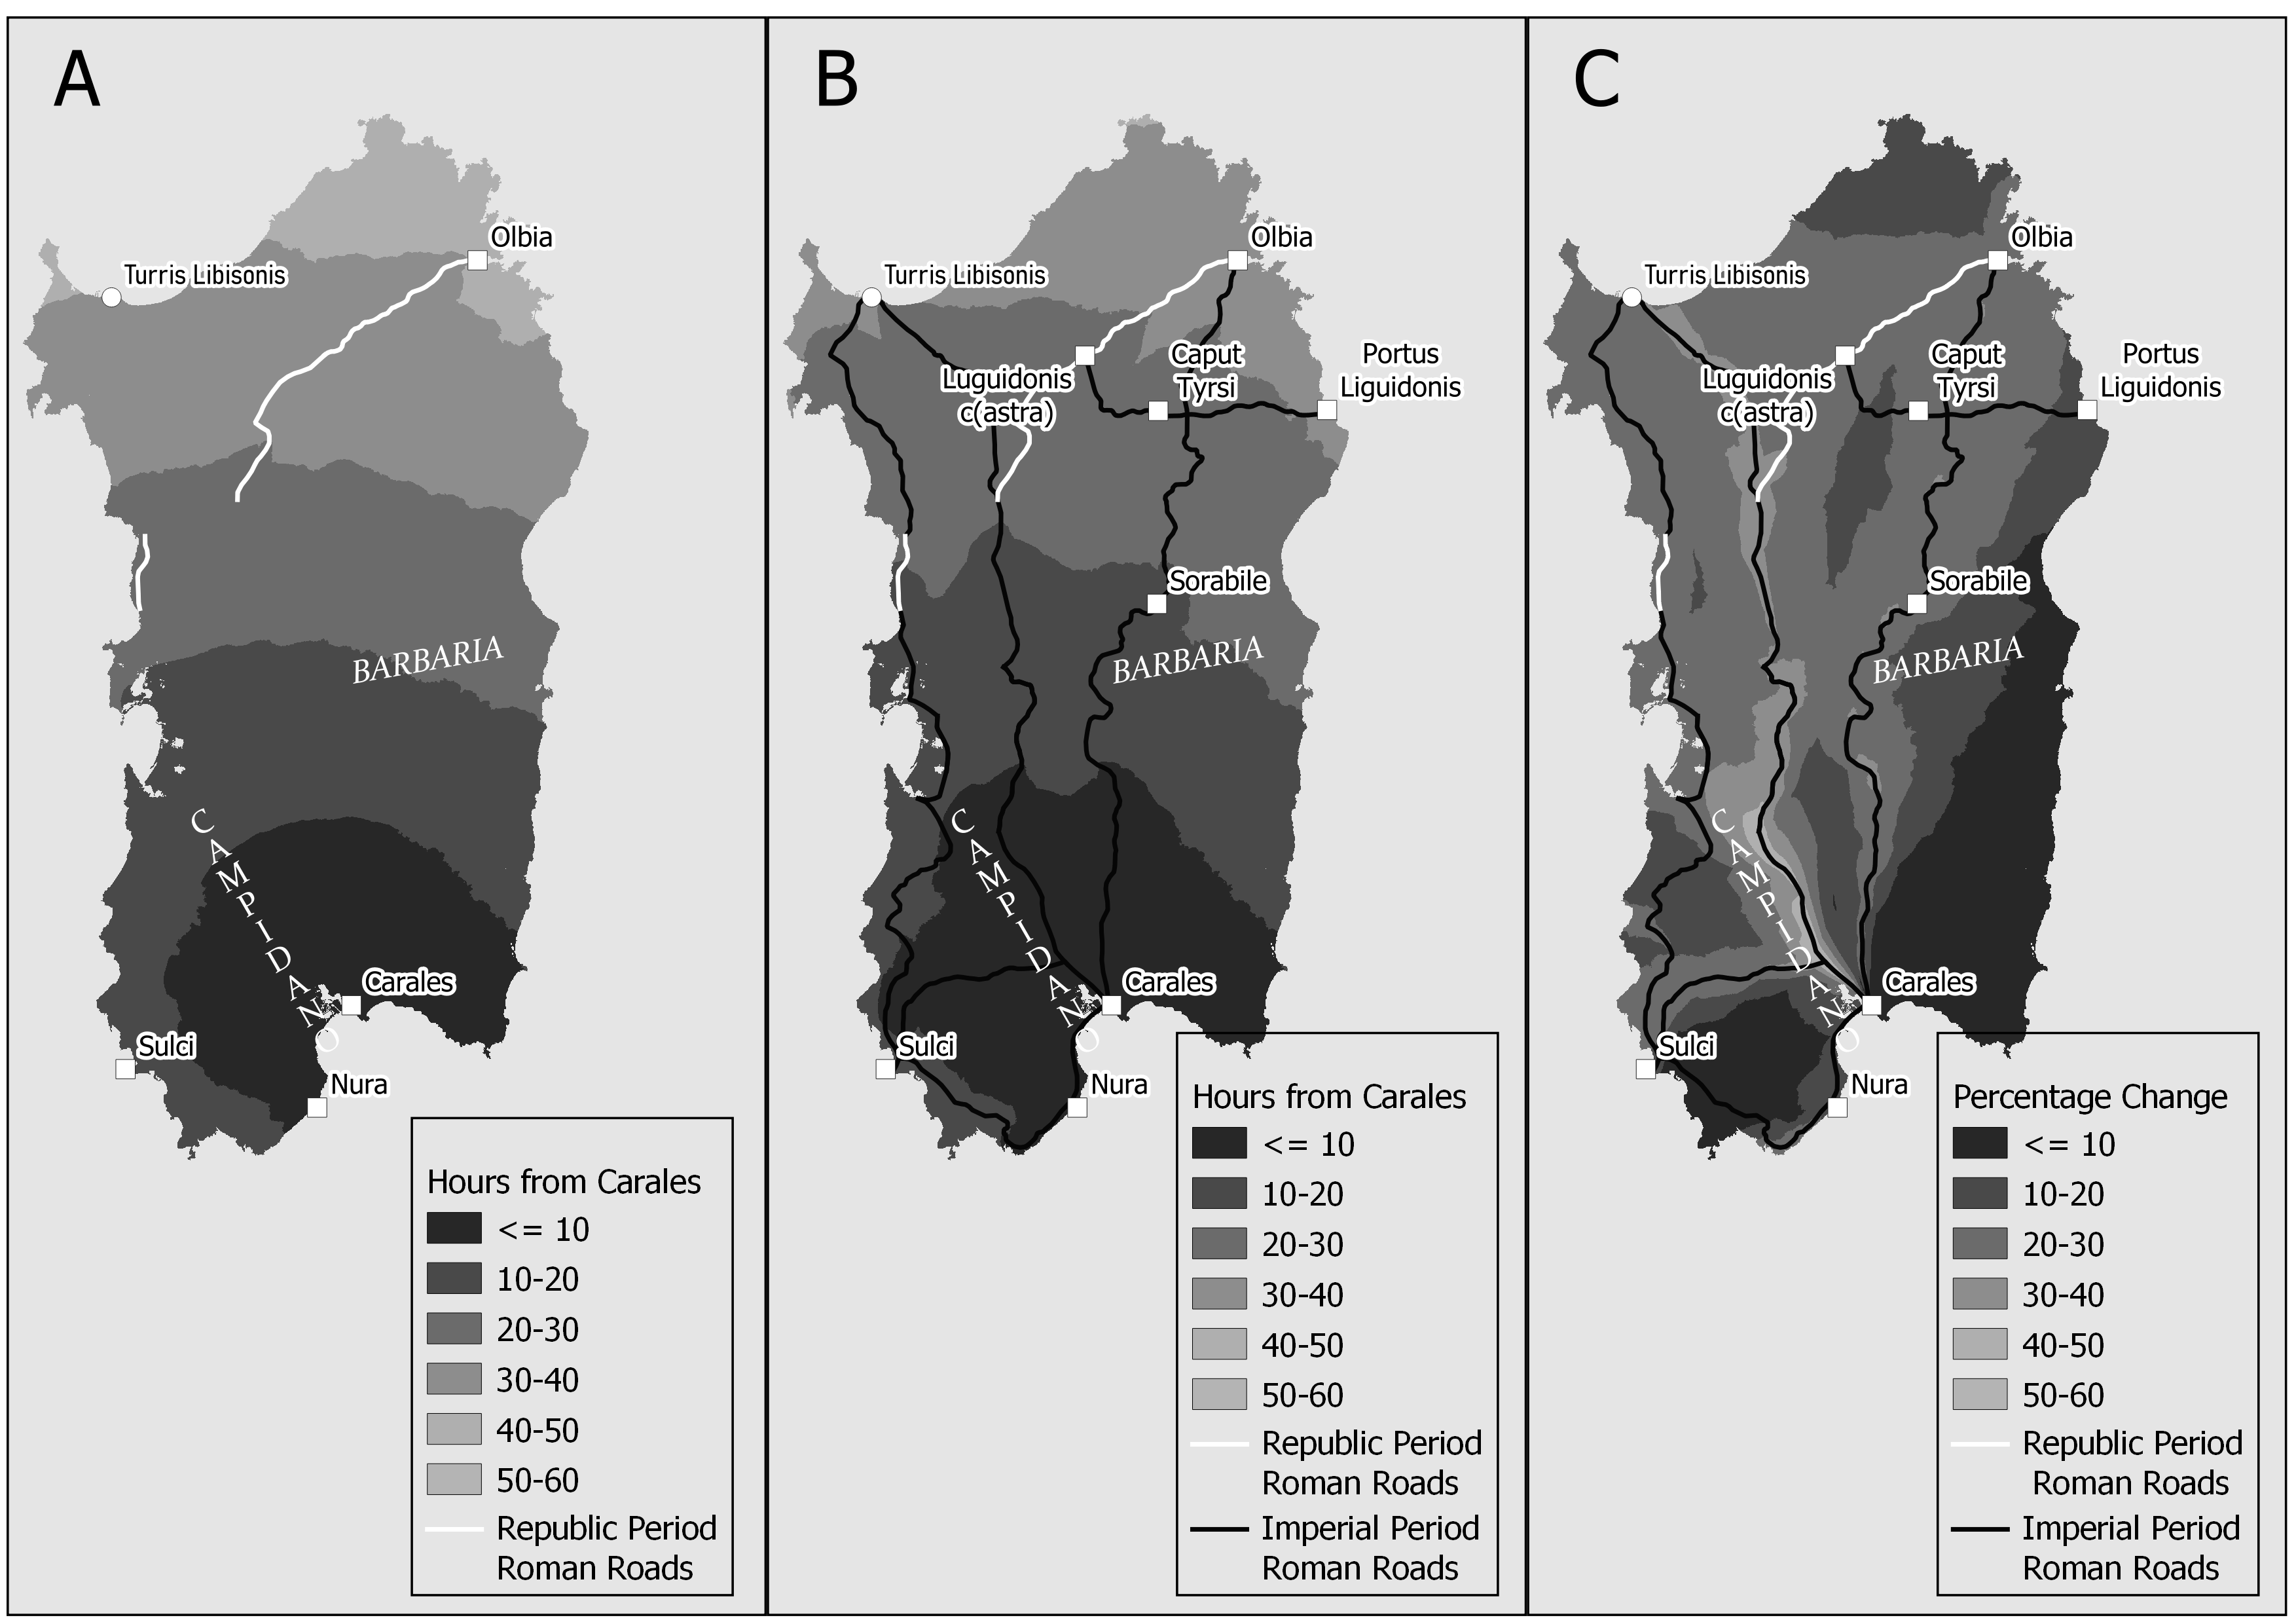 A
Olbia
Turris Libisonis
BARBARIA
CAMPIDANO
Carales
Sulci
Nura
Hours from Carales
<= 10
10-20
20-30
30-40
40-50
50-60
Republic Period
Roman Roads
B
Olbia
Turris Libisonis
Caput
Tyrsi
Portus
Liguidonis
Luguidonis
c(astra)
Sorabile
BARBARIA
CAMPIDANO
Carales
Sulci
Nura
Hours from Carales
<= 10
10-20
20-30
30-40
40-50
50-60
Republic Period
Roman Roads
Imperial Period
Roman Roads
C
Olbia
Turris Libisonis
Caput
Tyrsi
Portus
Liguidonis
Luguidonis
c(astra)
Sorabile
BARBARIA
CAMPIDANO
Carales
Sulci
Nura
Percentage Change
<= 10
10-20
20-30
30-40
40-50
50-60
Republic Period
Roman Roads
Imperial Period
Roman Roads